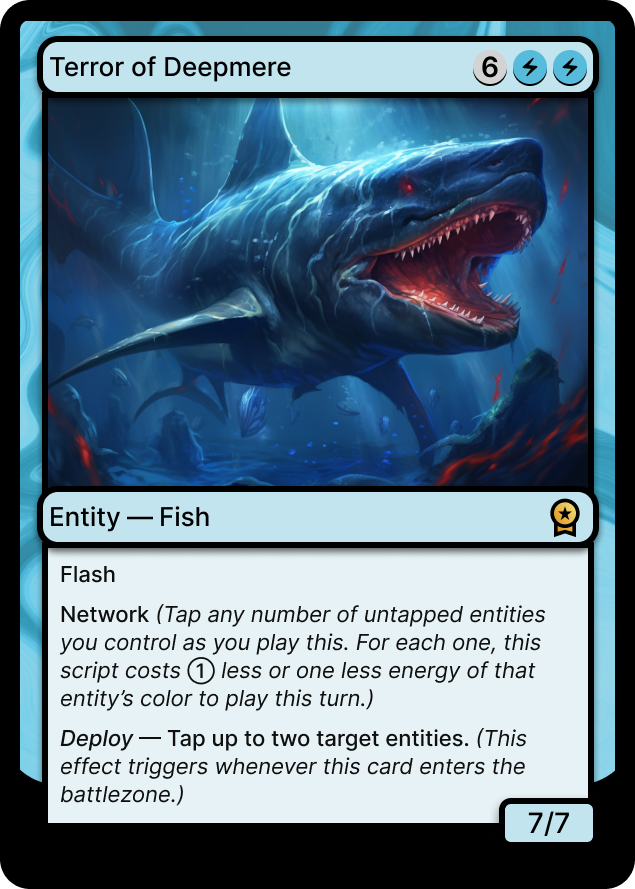 Terror of Deepmere 6
Entity — Fish
Flash
Network (Tap any number of untapped entities
you control as you play this. For each one, this
script costs ① less or one less energy of that
entity’s color to play this turn.)
Deploy — Tap up to two target entities. (This
effect triggers whenever this card enters the
battlezone.)
7/7